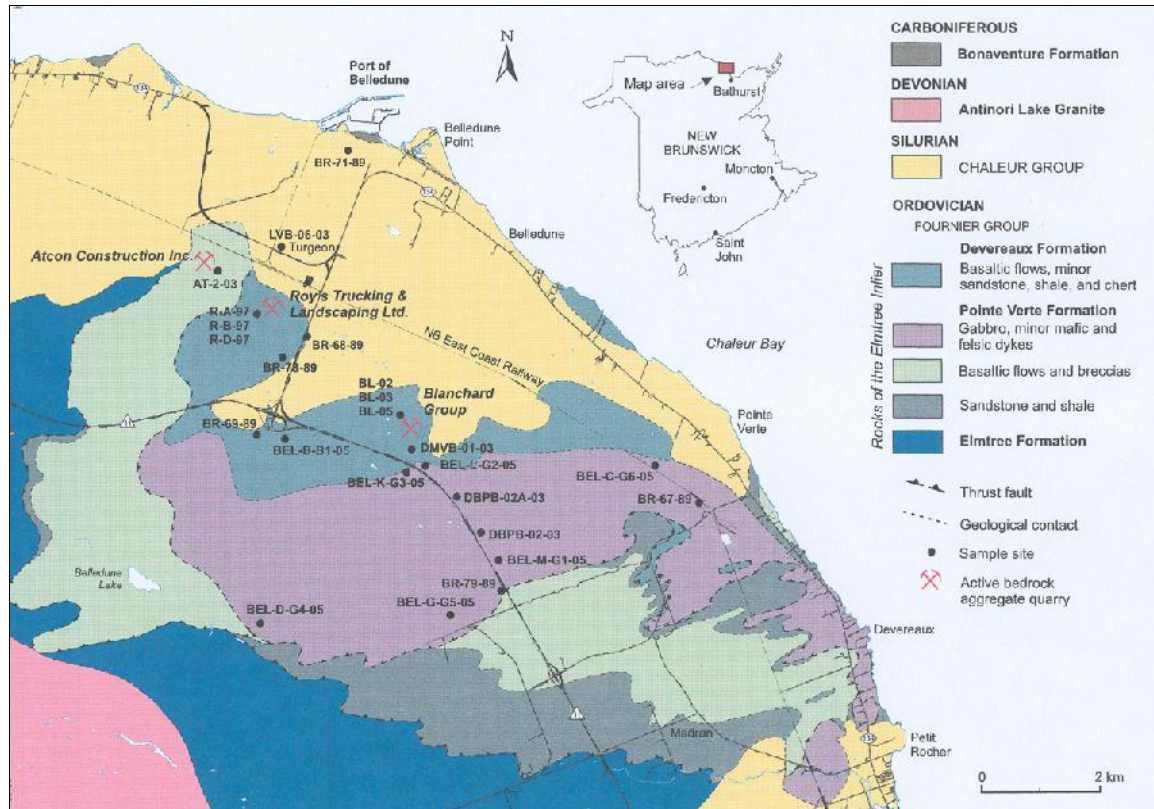 134
Port of
Belledune
Belledune
Point
BR-71-89
134
Belledune
LVB-06-03
Turgeon
Atcon Construction Inc.
AT-2-03
Roy's Trucking &
Landscaping Ltd.
R-A-97
R-B-97
R-D-97
BR-68-89
BR-78-89
NB East Coast Railway
BL-02
BL-03
BL-05
Blanchard
Group
Chaleur Bay
Pointe
Verte
11
BR-69-89
BEL-B-B1-05
DMVB-01-03
BEL-L-G2-05
BEL-K-G3-05
BEL-C-G6-05
BR-67-89
DBPB-02A-03
DBPB-02-03
BEL-M-G1-05
BR-79-89
BEL-G-G5-05
Belledune
Lake
BEL-D-G4-05
Devereaux
11
Madran
134
Petit
Rocher
N
Map area
Bathurst
NEW
BRUNSWICK
Moncton
Fredericton
Saint
John
CARBONIFEROUS
Bonaventure Formation
DEVONIAN
Antinori Lake Granite
SILURIAN
CHALEUR GROUP
ORDOVICIAN
FOURNIER GROUP
Rocks of the Elmtree Inlier
Devereaux Formation
Basaltic flows, minor
sandstone, shale, and chert
Pointe Verte Formation
Gabbro, minor mafic and
felsic dykes
Basaltic flows and breccias
Sandstone and shale
Elmtree Formation
Thrust fault
Geological contact
Sample site
Active bedrock
aggregate quarry
0 2 km